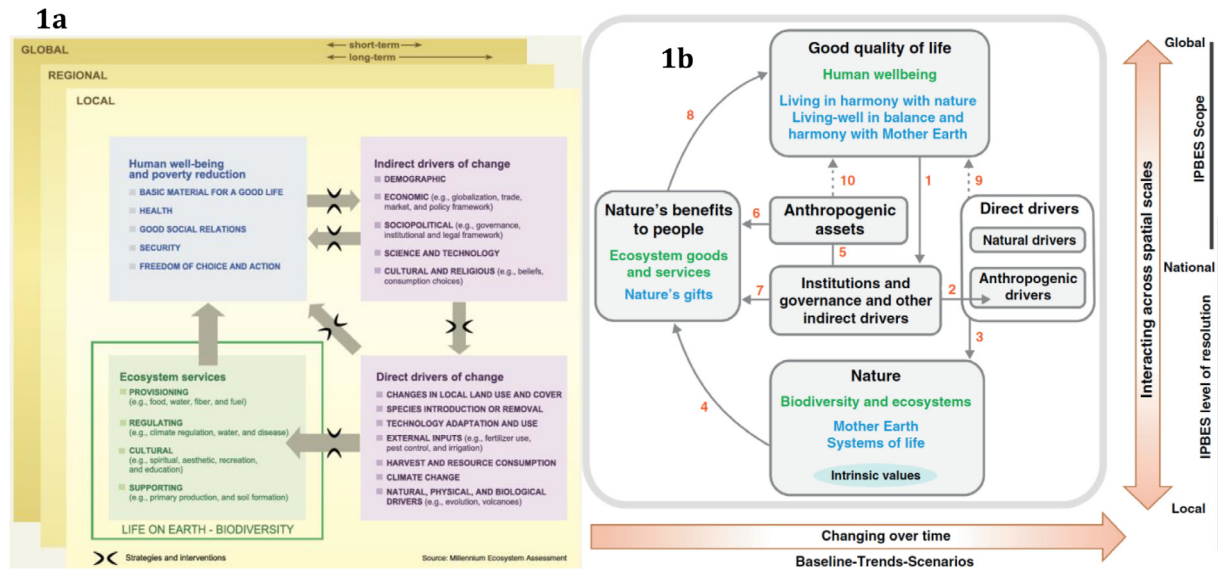 1a
GLOBAL
short-term
long-term
REGIONAL
LOCAL
Human well-being
and poverty reduction
BASIC MATERIAL FOR A GOOD LIFE
HEALTH
GOOD SOCIAL RELATIONS
SECURITY
FREEDOM OF CHOICE AND ACTION
Indirect drivers of change
DEMOGRAPHIC
ECONOMIC (e.g., globalization, trade,
market, and policy framework)
SOCIOPOLITICAL (e.g., governance,
institutional and legal framework)
SCIENCE AND TECHNOLOGY
CULTURAL AND RELIGIOUS (e.g., beliefs,
consumption choices)
Ecosystem services
PROVISIONING
(e.g., food, water, fiber, and fuel)
REGULATING
(e.g., climate regulation, water, and disease)
CULTURAL
(e.g., spiritual, aesthetic, recreation,
and education)
SUPPORTING
(e.g., primary production, and soil formation)
LIFE ON EARTH - BIODIVERSITY
Direct drivers of change
CHANGES IN LOCAL LAND USE AND COVER
SPECIES INTRODUCTION OR REMOVAL
TECHNOLOGY ADAPTATION AND USE
EXTERNAL INPUTS (e.g., fertilizer use,
pest control, and irrigation)
HARVEST AND RESOURCE CONSUMPTION
CLIMATE CHANGE
NATURAL, PHYSICAL, AND BIOLOGICAL
DRIVERS (e.g., evolution, volcanoes)
Strategies and interventions
Source: Millennium Ecosystem Assessment
1b
Good quality of life
Human wellbeing
Living in harmony with nature
Living-well in balance and
harmony with Mother Earth
8
10
1
9
Nature's benefits
to people
Ecosystem goods
and services
Nature's gifts
6
Anthropogenic
assets
5
7
Institutions and
governance and other
indirect drivers
2
Direct drivers
Natural drivers
Anthropogenic
drivers
3
4
Nature
Biodiversity and ecosystems
Mother Earth
Systems of life
Intrinsic values
Changing over time
Baseline-Trends-Scenarios
Global
National
Local
Interacting across spatial scales
IPBES Scope
IPBES level of resolution